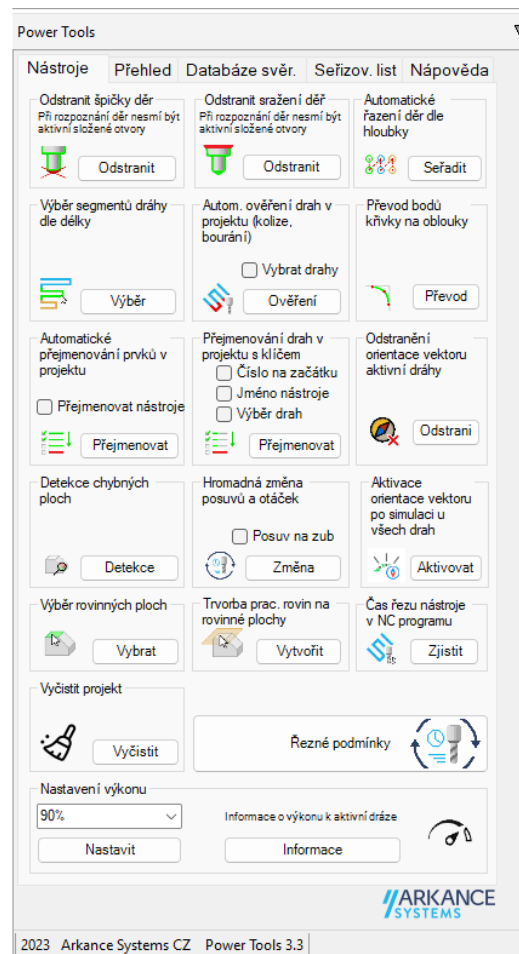 Power Tools
Nástroje
Přehled
Databáze svěr.
Seřizov. list
Nápověda
Odstranit špičky děr
Při rozpoznání děr nesmí být
aktivní složené otvory
Odstranit
Odstranit sražení děř
Při rozpoznání děr nesmí být
aktivní složené otvory
Odstranit
Automatické
řazení děr dle
hloubky
Seřadit
Výběr segmentů dráhy
dle délky
Výběr
Autom. ověření drah v
projektu (kolize,
bourání)
Vybrat drahy
Ověření
Převod bodů
křivky na oblouky
Převod
Automatické
přejmenování prvků v
projektu
Přejmenovat nástroje
Přejmenovat
Přejmenování drah v
projektu s klíčem
Číslo na začátku
Jméno nástroje
Výběr drah
Přejmenovat
Odstranění
orientace vektoru
aktivní dráhy
Odstrani
Detekce chybných
ploch
Detekce
Hromadná změna
posuvů a otáček
Posuv na zub
Změna
Aktivace
orientace vektoru
po simulaci u
všech drah
Aktivovat
Výběr rovinných ploch
Vybrat
Trvorba prac. rovin na
rovinné plochy
Vytvořit
Čas řezu nástroje
v NC programu
Zjistit
Vyčistit projekt
Vyčistit
Řezné podmínky
Nastavení výkonu
90%
Nastavit
Informace o výkonu k aktivní dráze
Informace
ARKANCE
SYSTEMS
2023 Arkance Systems CZ Power Tools 3.3